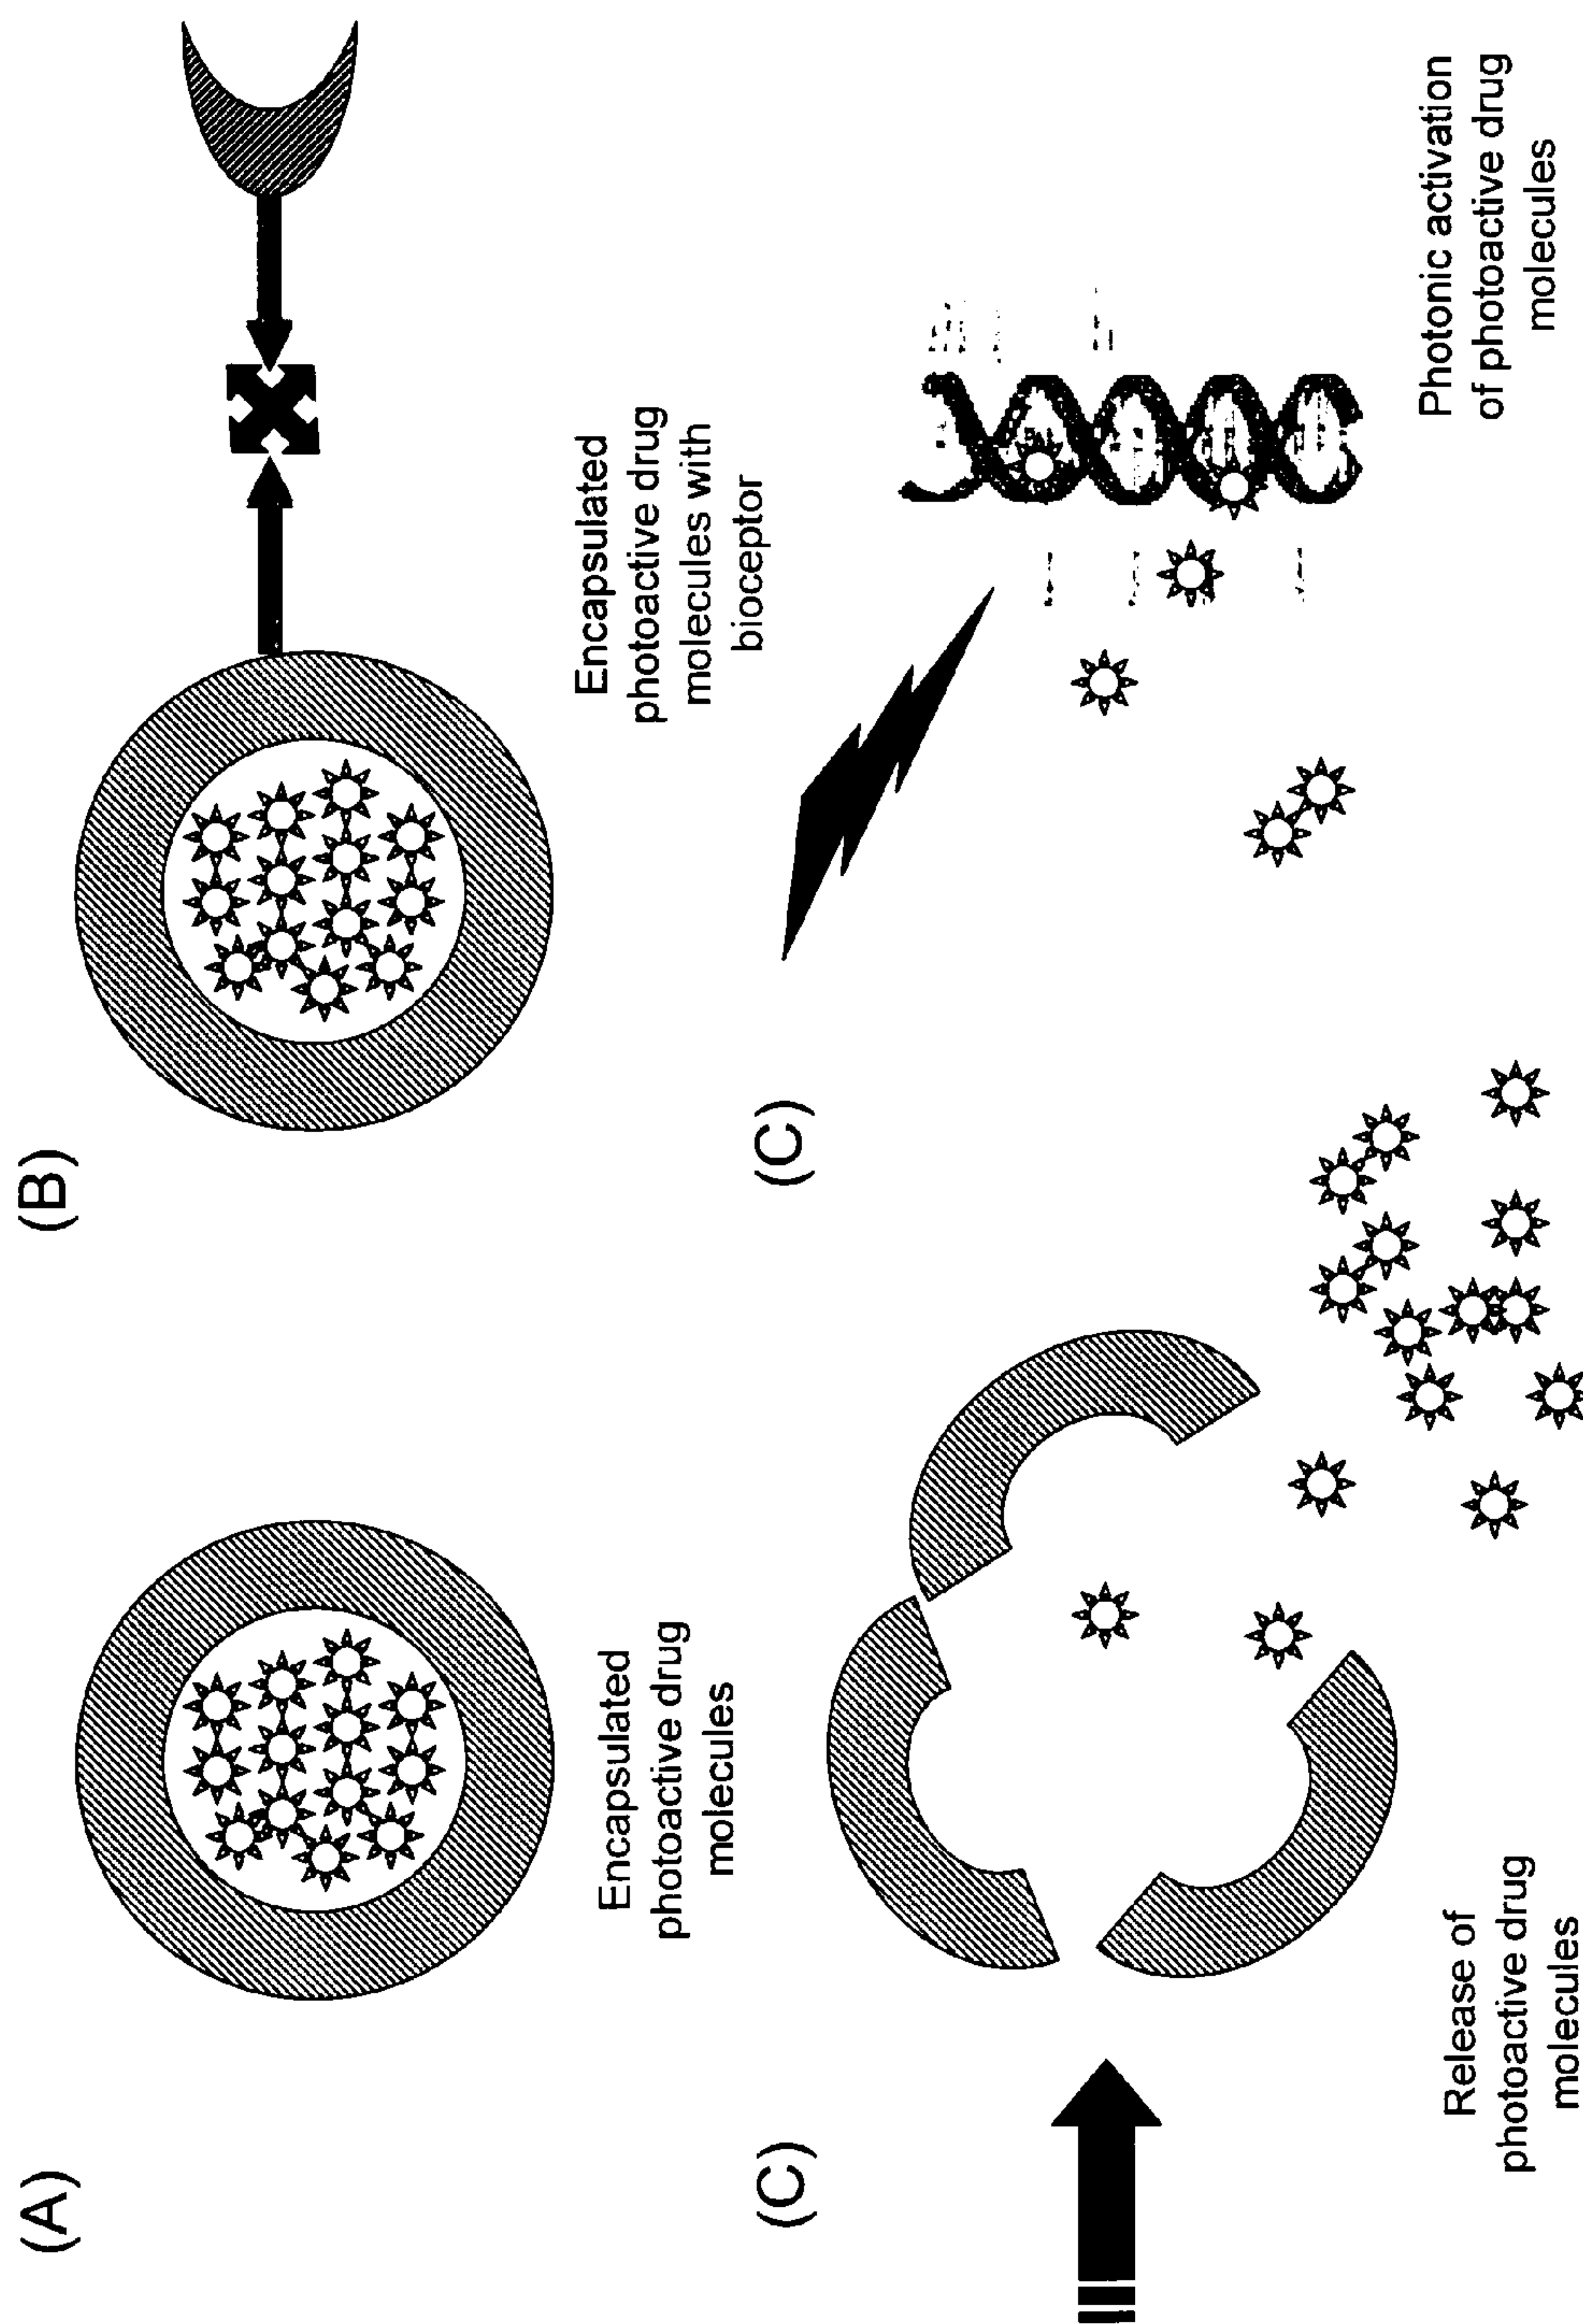 (A)
Encapsulated
photoactive drug
molecules
(B)
Encapsulated
photoactive drug
molecules with
bioceptor
(C)
Release of
photoactive drug
molecules
(C)
Photonic activation
of photoactive drug
molecules